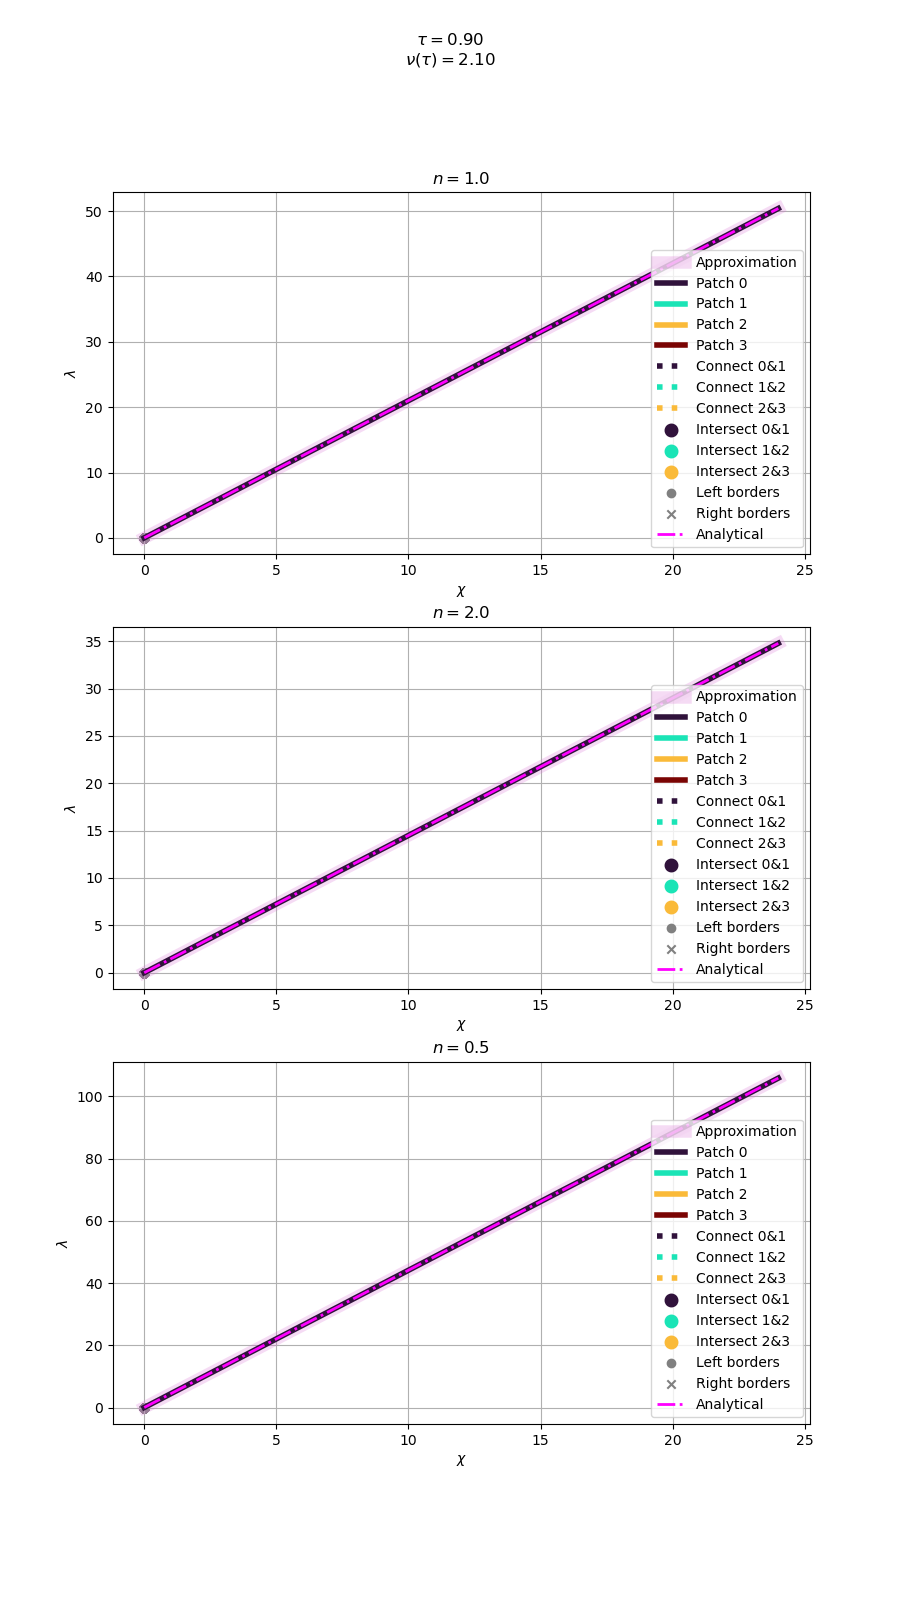 τ = 0.90
ν(τ) = 2.10
n = 1.0
50
40
30
20
10
0
λ
Approximation
Patch 0
Patch 1
Patch 2
Patch 3
Connect 0&1
Connect 1&2
Connect 2&3
Intersect 0&1
Intersect 1&2
Intersect 2&3
Left borders
Right borders
Analytical
0 5 10 15 20 25
χ
n = 2.0
35
30
25
20
15
10
5
0
λ
Approximation
Patch 0
Patch 1
Patch 2
Patch 3
Connect 0&1
Connect 1&2
Connect 2&3
Intersect 0&1
Intersect 1&2
Intersect 2&3
Left borders
Right borders
Analytical
0 5 10 15 20 25
χ
n = 0.5
100
80
60
40
20
0
λ
Approximation
Patch 0
Patch 1
Patch 2
Patch 3
Connect 0&1
Connect 1&2
Connect 2&3
Intersect 0&1
Intersect 1&2
Intersect 2&3
Left borders
Right borders
Analytical
0 5 10 15 20 25
χ